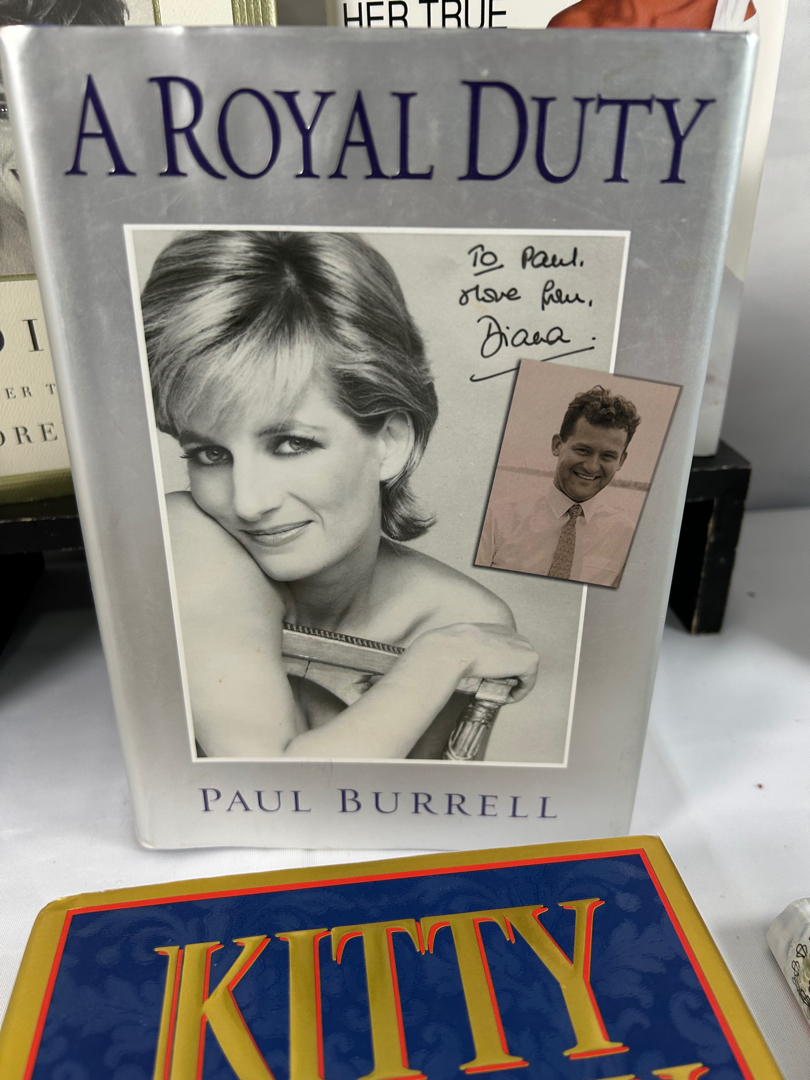 HER TRUE
A ROYAL DUTY
To Paul.
Love from,
Diana.
PAUL BURRELL
KITTY